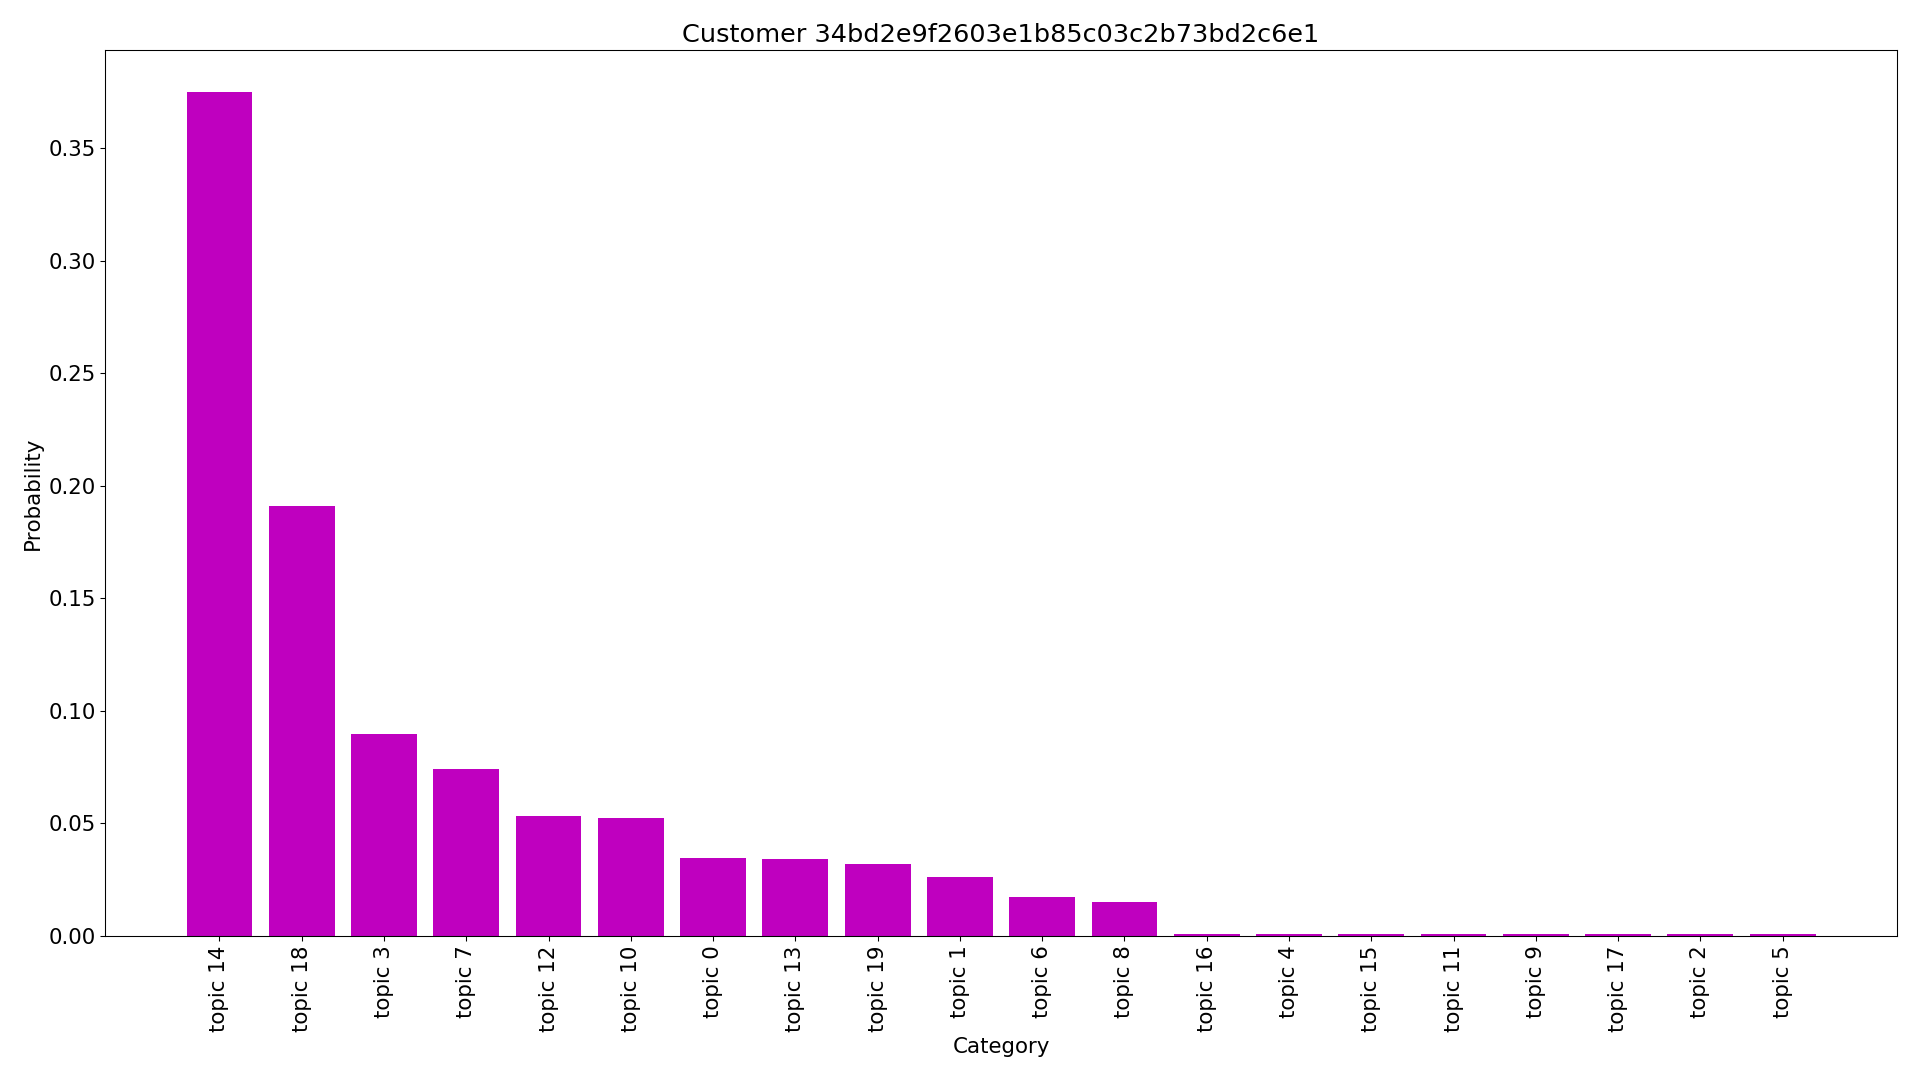 Customer 34bd2e9f2603e1b85c03c2b73bd2c6e1
Probability
0.35
0.30
0.25
0.20
0.15
0.10
0.05
0.00
topic 14
topic 18
topic 3
topic 7
topic 12
topic 10
topic 0
topic 13
topic 19
topic 1
topic 6
topic 8
topic 16
topic 4
topic 15
topic 11
topic 9
topic 17
topic 2
topic 5
Category